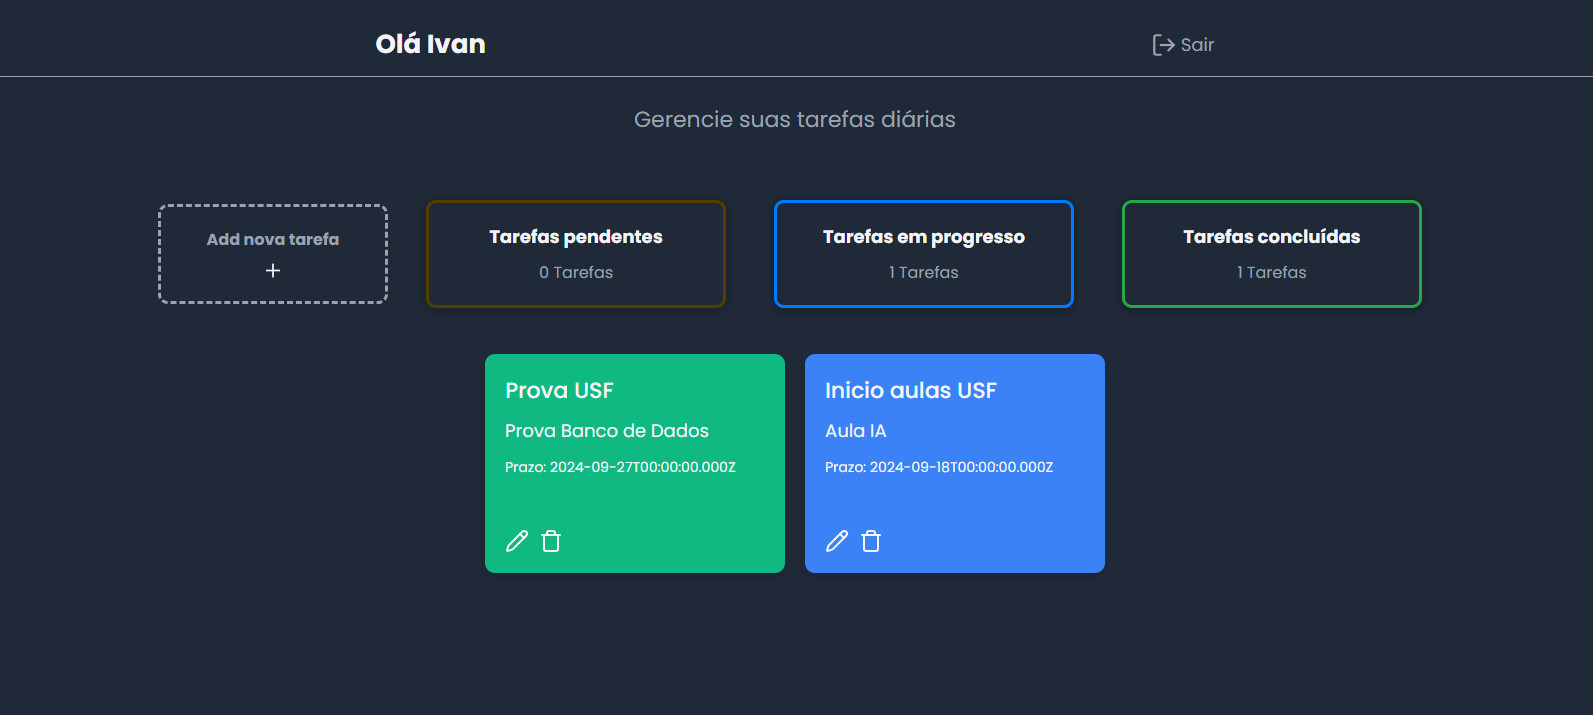 Olá Ivan
Sair
Gerencie suas tarefas diárias
Add nova tarefa
+
Tarefas pendentes
0 Tarefas
Tarefas em progresso
1 Tarefas
Tarefas concluídas
1 Tarefas
Prova USF
Prova Banco de Dados
Prazo: 2024-09-27T00:00:00.000Z
Inicio aulas USF
Aula IA
Prazo: 2024-09-18T00:00:00.000Z